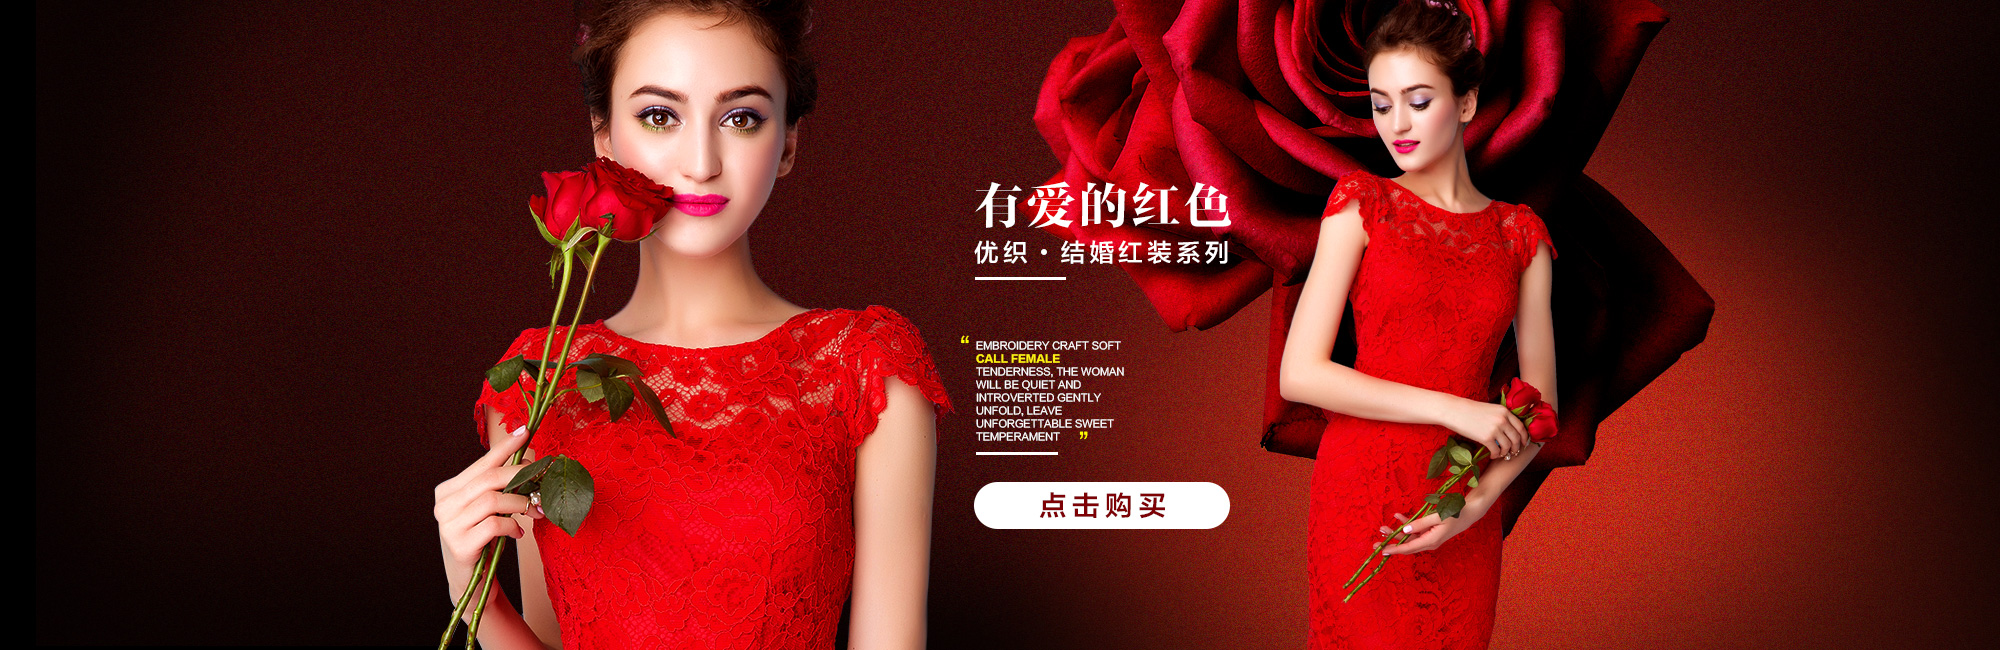 有爱的红色
优织·结婚红装系列
“ EMBROIDERY CRAFT SOFT
CALL FEMALE
TENDERNESS, THE WOMAN
WILL BE QUIET AND
INTROVERTED GENTLY
UNFOLD, LEAVE
UNFORGETTABLE SWEET
TEMPERAMENT ”
点击购买